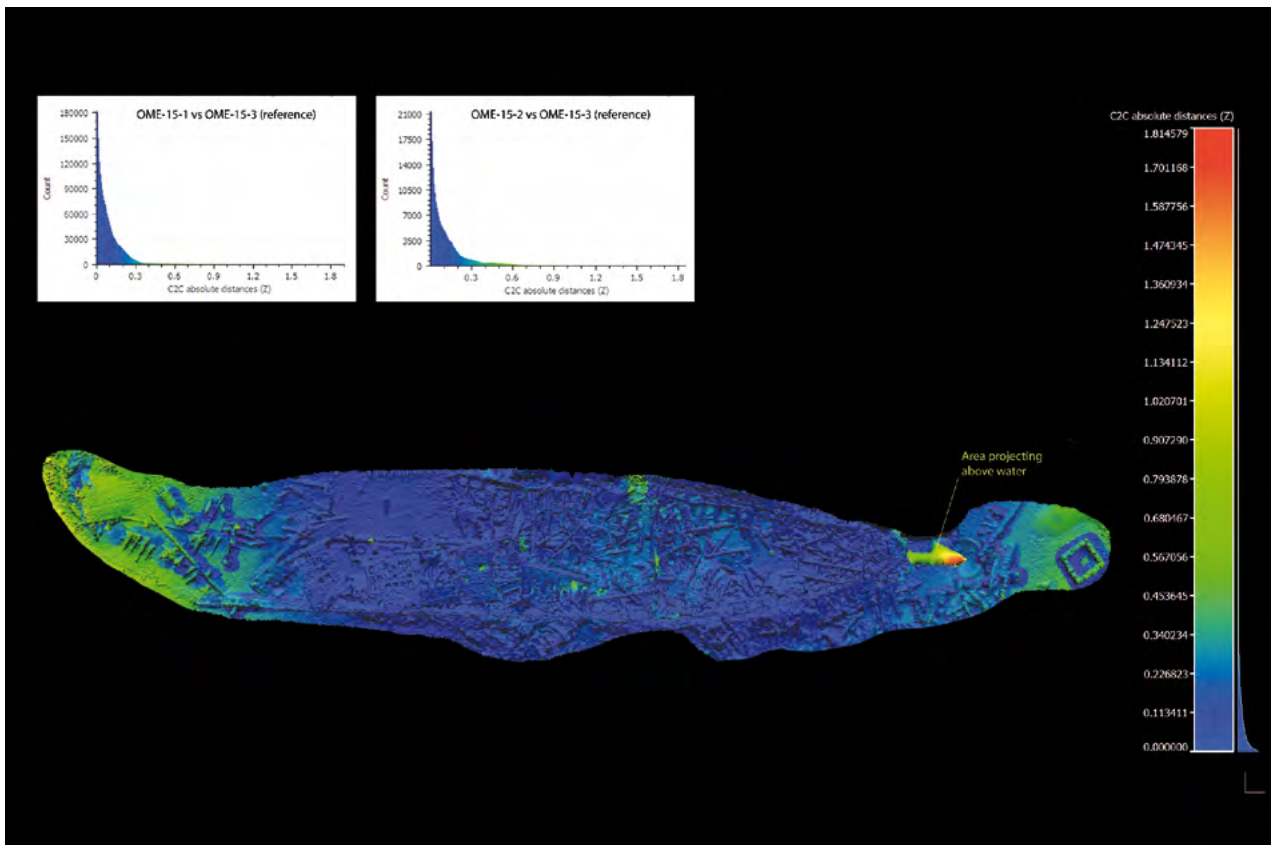 OME-15-1 vs OME-15-3 (reference)
180000
150000
120000
90000
60000
30000
0
Count
0 0.3 0.6 0.9 1.2 1.5 1.8
C2C absolute distances (Z)
OME-15-2 vs OME-15-3 (reference)
21000
17500
14000
10500
7000
3500
0
Count
0.3 0.6 0.9 1.2 1.5 1.8
C2C absolute distances (Z)
C2C absolute distances (Z)
1.814579
1.701168
1.587756
1.474345
1.360934
1.247523
1.134112
1.020701
0.907290
0.793878
0.680467
0.567056
0.453645
0.340234
0.226823
0.113411
0.000000
Area projecting
above water